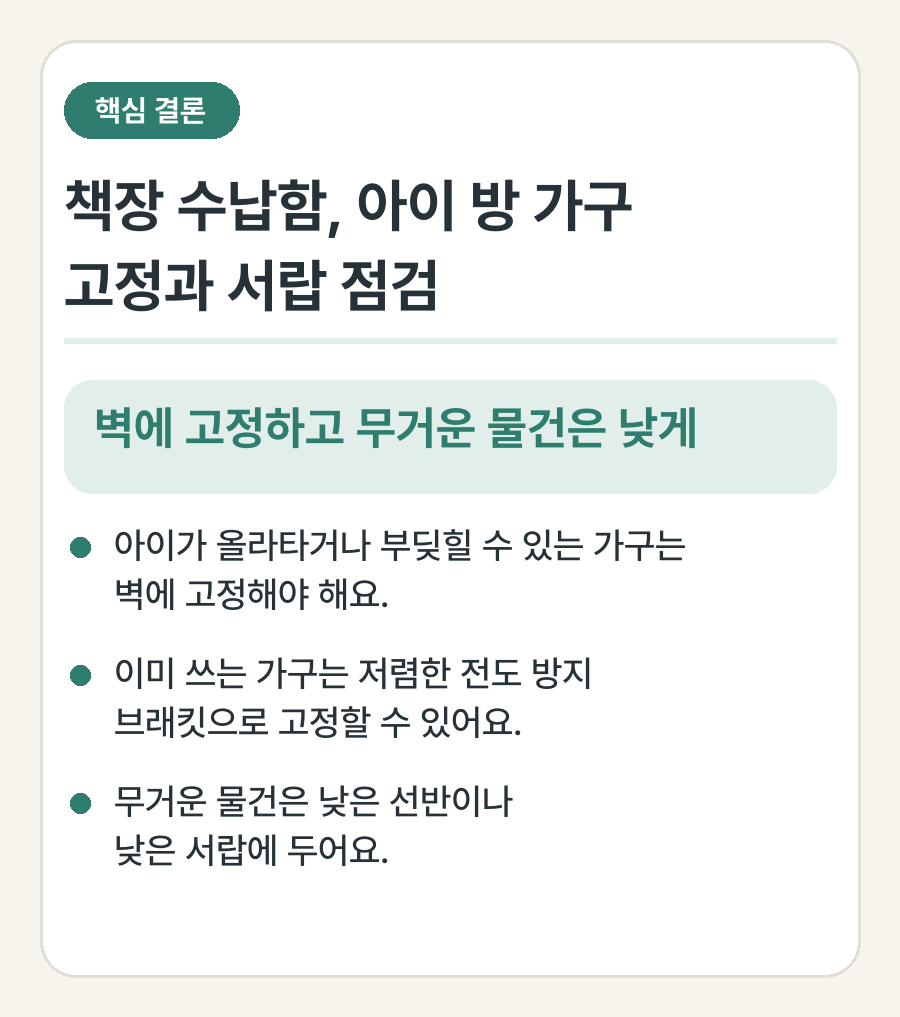 핵심 결론
책장 수납함, 아이 방 가구
고정과 서랍 점검
벽에 고정하고 무거운 물건은 낮게
아이가 올라타거나 부딪힐 수 있는 가구는
벽에 고정해야 해요.
이미 쓰는 가구는 저렴한 전도 방지
브래킷으로 고정할 수 있어요.
무거운 물건은 낮은 선반이나
낮은 서랍에 두어요.